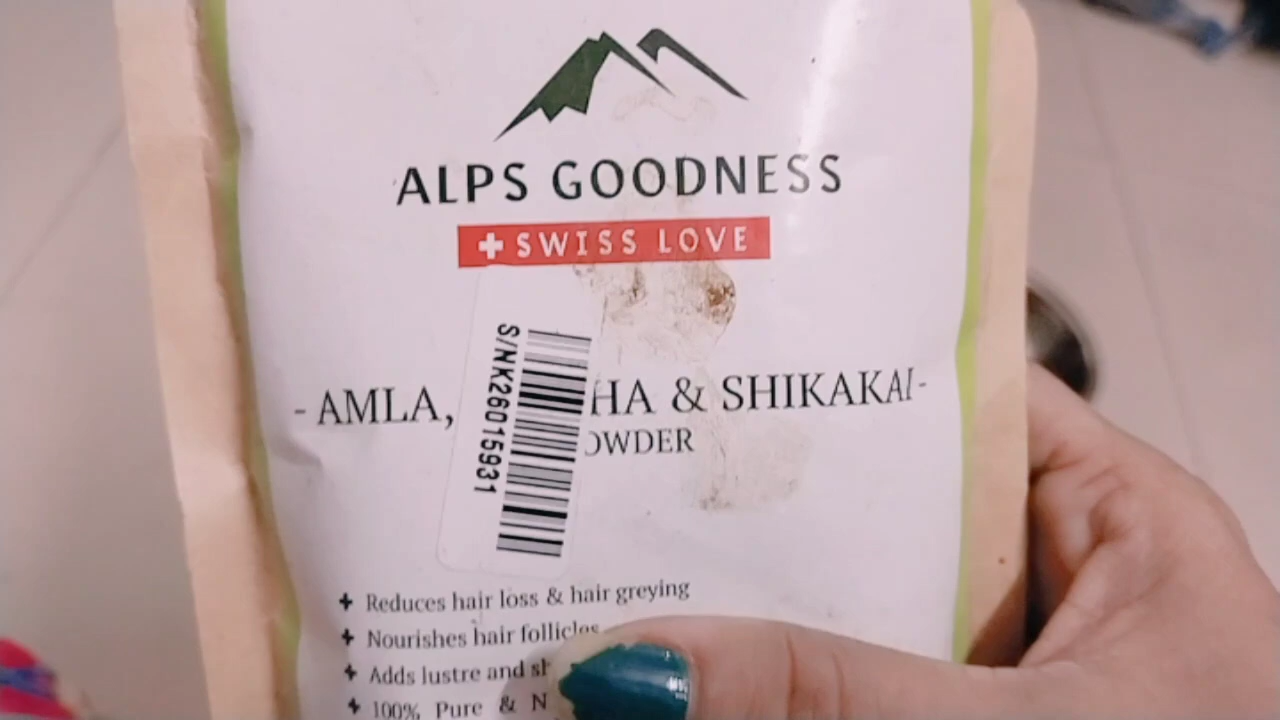 ALPS GOODNESS
SWISS LOVE
S/NK26015931
- AMLA, HA & SHIKAKAI -
OWDER
Reduces hair loss & hair greying
Nourishes hair follicles
Adds lustre and sh
100% Pure & N